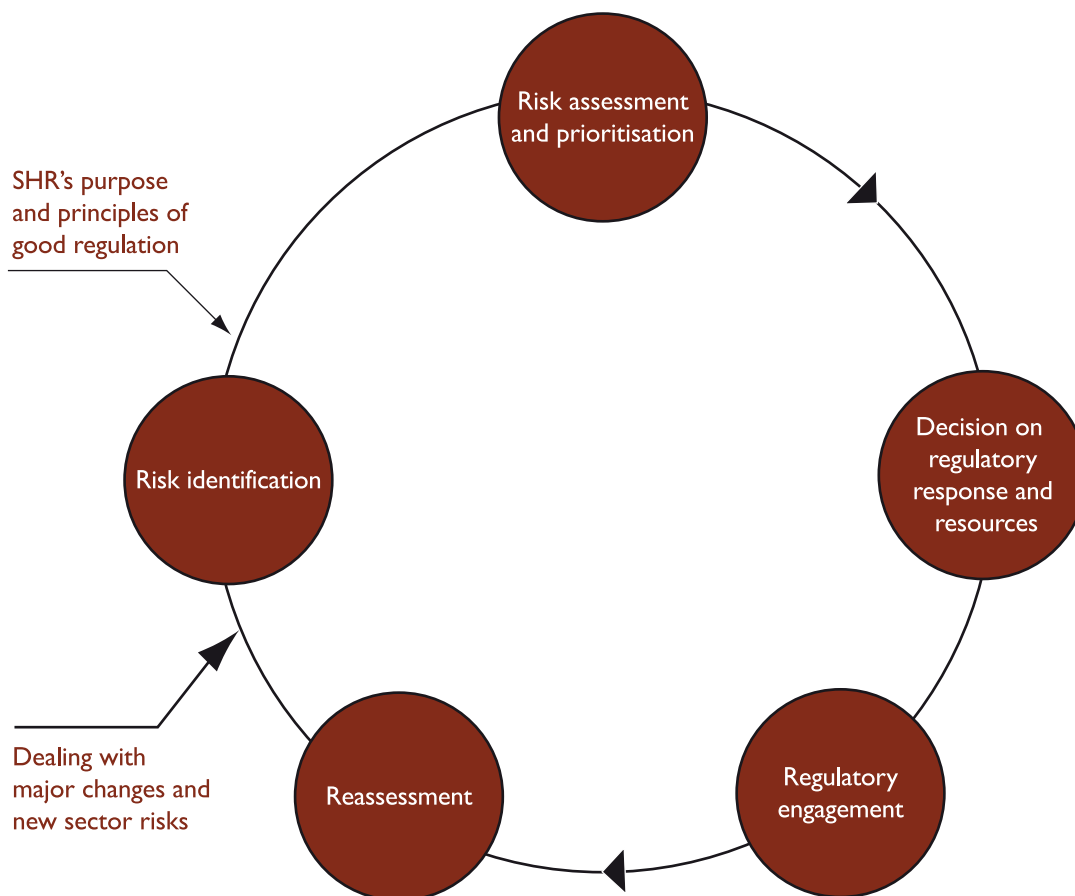 Risk assessment
and prioritisation
SHR's purpose
and principles of
good regulation
Decision on
regulatory
response and
resources
Risk identification
Dealing with
major changes and
new sector risks
Reassessment
Regulatory
engagement